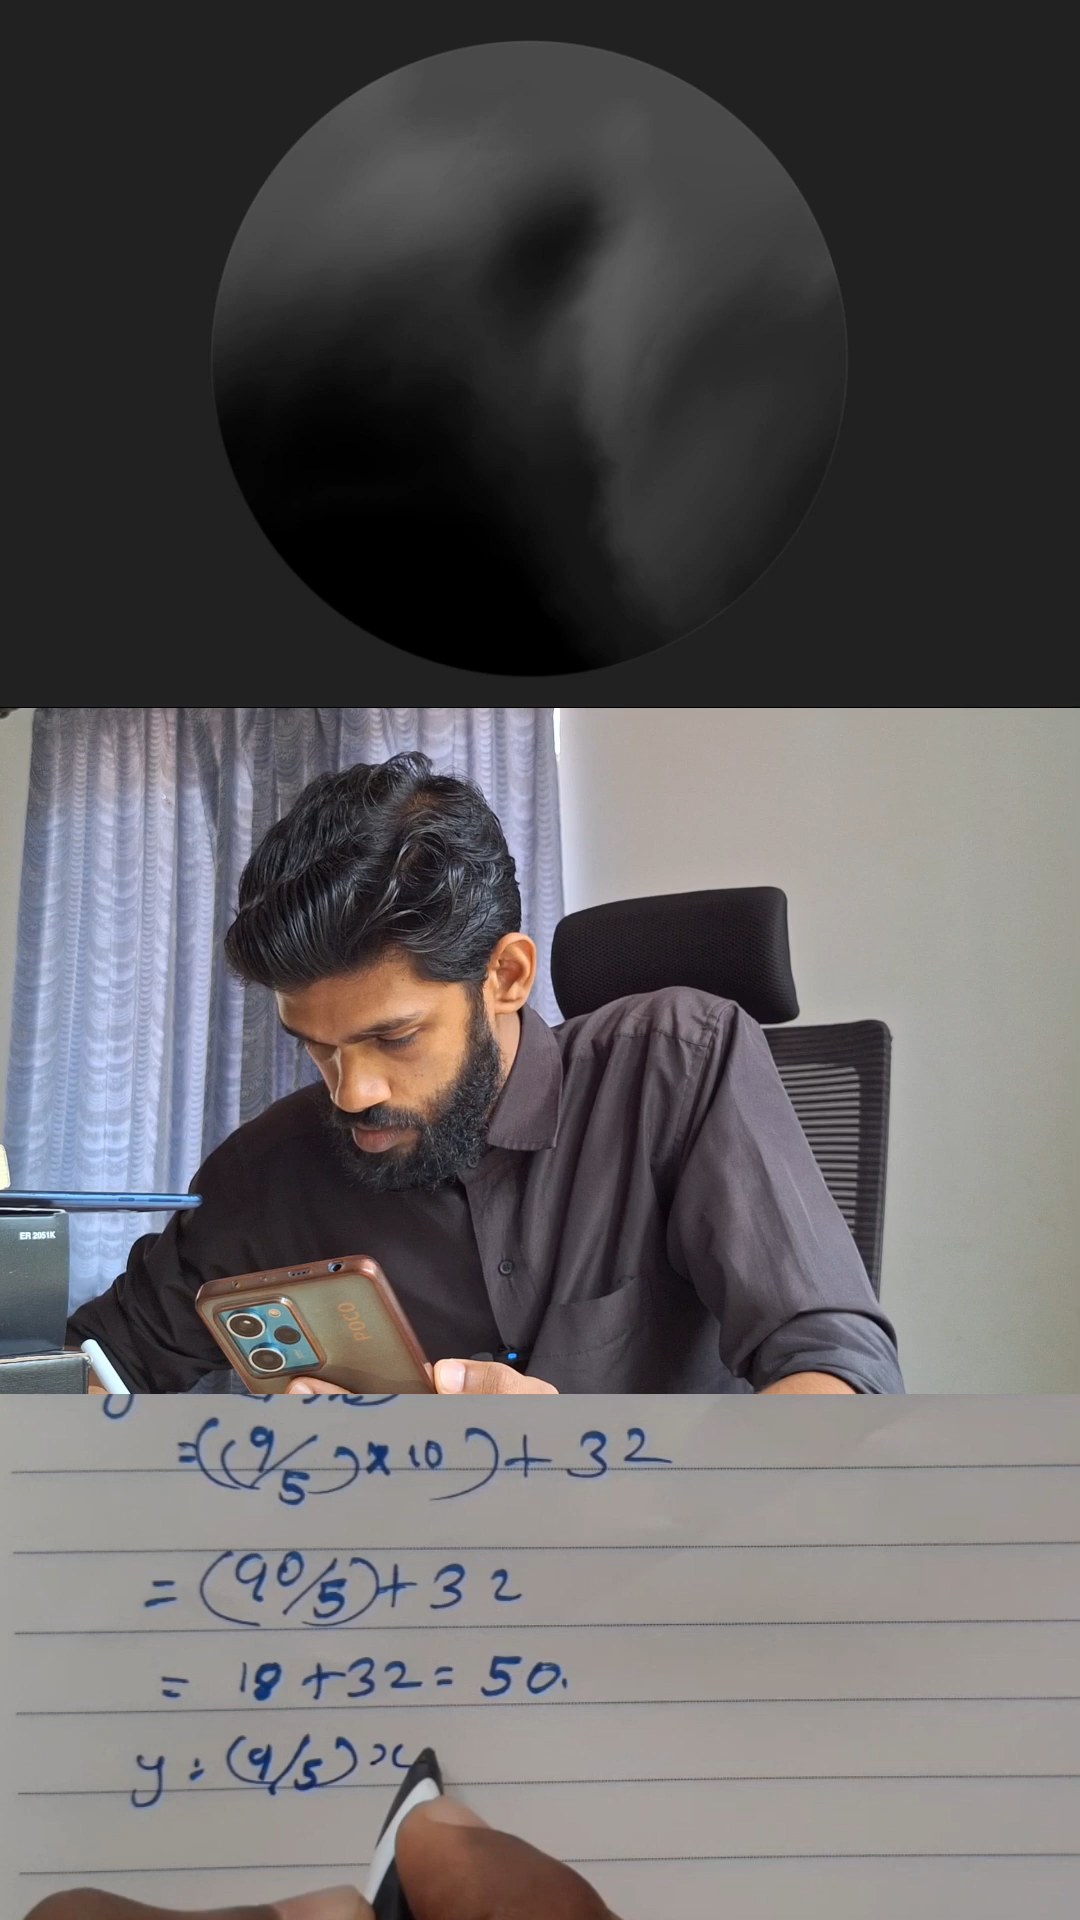 ER 2051K
POCO
=((9/5)x10)+32
=(90/5)+32
= 18+32=50.
y=(9/5)x